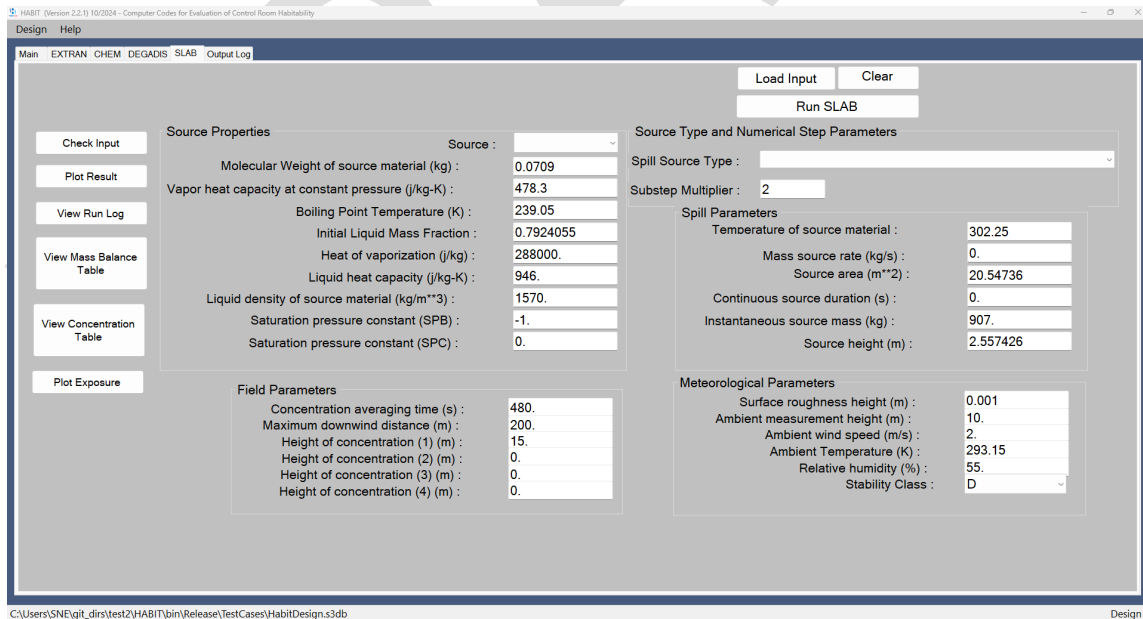 HABIT (Version 2.2.1) 10/2024 - Computer Codes for Evaluation of Control Room Habitability
Design Help
Main EXTRAN CHEM DEGADIS SLAB Output Log
Load Input Clear
Run SLAB
Check Input
Plot Result
View Run Log
View Mass Balance
Table
View Concentration
Table
Plot Exposure
Source Properties
Source :
Molecular Weight of source material (kg) : 0.0709
Vapor heat capacity at constant pressure (j/kg-K) : 478.3
Boiling Point Temperature (K) : 239.05
Initial Liquid Mass Fraction : 0.7924055
Heat of vaporization (j/kg) : 288000.
Liquid heat capacity (j/kg-K) : 946.
Liquid density of source material (kg/m**3) : 1570.
Saturation pressure constant (SPB) : -1.
Saturation pressure constant (SPC) : 0.
Source Type and Numerical Step Parameters
Spill Source Type :
Substep Multiplier : 2
Spill Parameters
Temperature of source material : 302.25
Mass source rate (kg/s) : 0.
Source area (m**2) : 20.54736
Continuous source duration (s) : 0.
Instantaneous source mass (kg) : 907.
Source height (m) : 2.557426
Field Parameters
Concentration averaging time (s) : 480.
Maximum downwind distance (m) : 200.
Height of concentration (1) (m) : 15.
Height of concentration (2) (m) : 0.
Height of concentration (3) (m) : 0.
Height of concentration (4) (m) : 0.
Meteorological Parameters
Surface roughness height (m) : 0.001
Ambient measurement height (m) : 10.
Ambient wind speed (m/s) : 2.
Ambient Temperature (K) : 293.15
Relative humidity (%) : 55.
Stability Class : D
C:\Users\SNE\git_dirs\test2\HABIT\bin\Release\TestCases\HabitDesign.s3db
Design